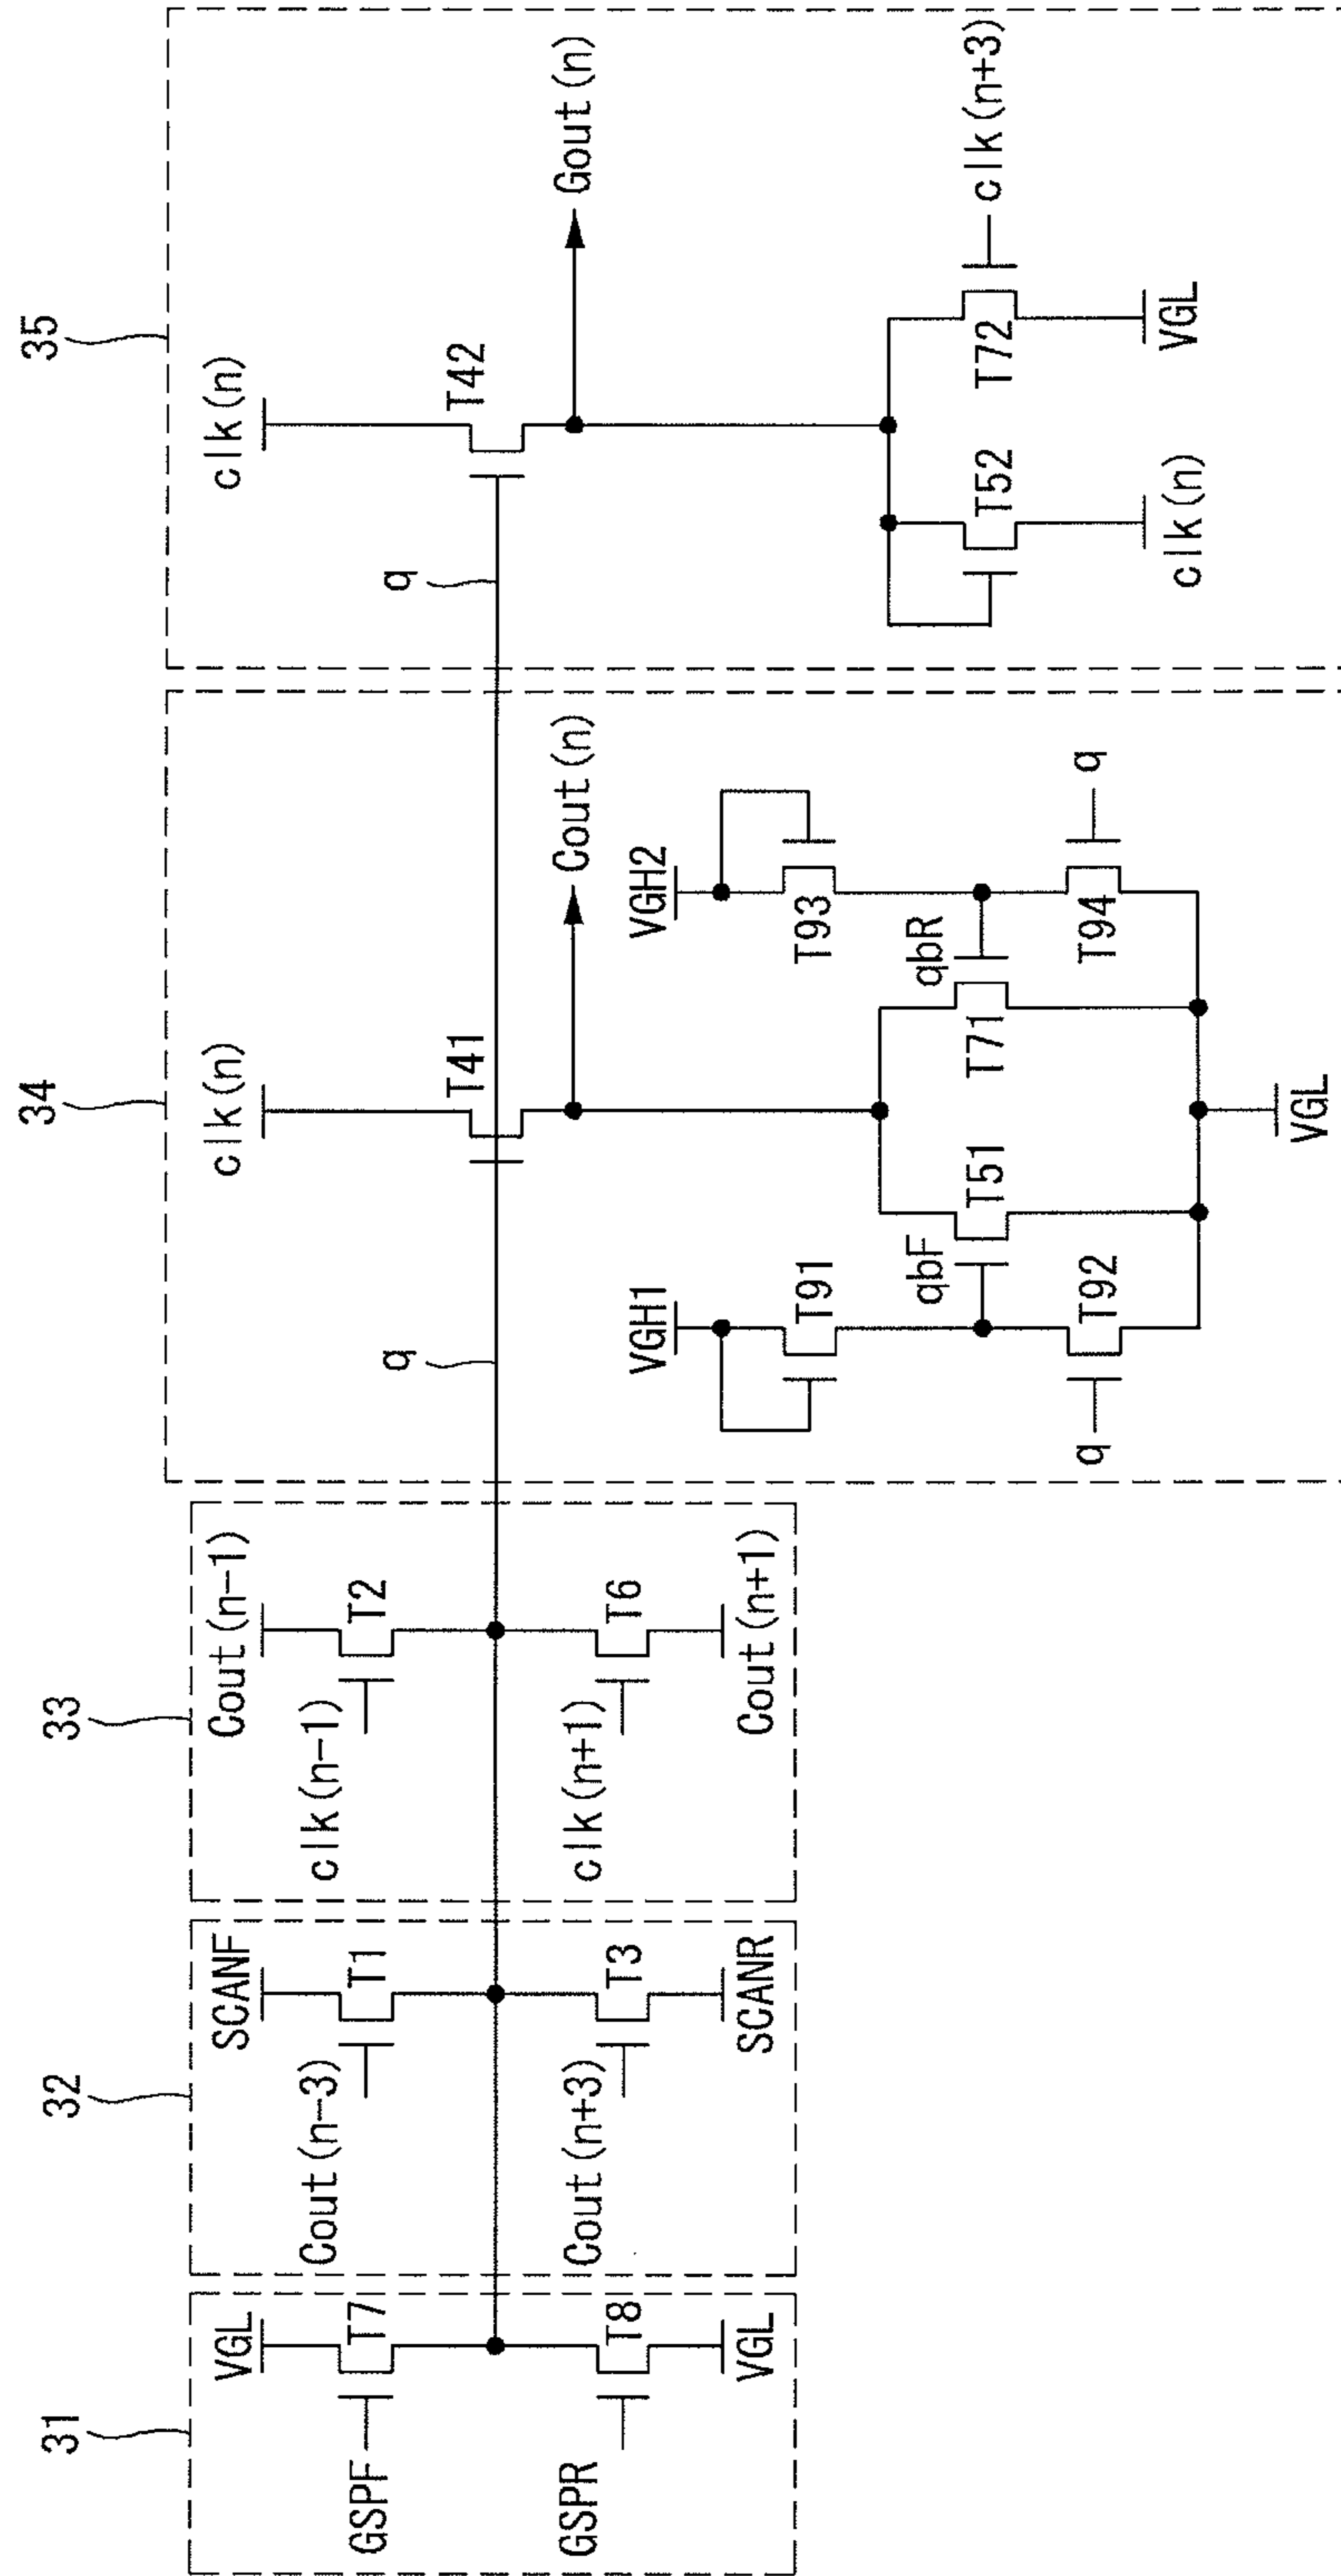 31
VGL
T7
GSPF
T8
GSPR
VGL
32
SCANF
T1
Cout(n-3)
T3
Cout(n+3)
SCANR
33
Cout(n-1)
T2
clk(n-1)
T6
clk(n+1)
Cout(n+1)
34
clk(n)
T41
q
Cout(n)
VGH1
T91
qbF
T92
q
T51
T71
VGH2
T93
qbR
T94
q
VGL
35
clk(n)
T42
q
Gout(n)
T52
clk(n)
T72
clk(n+3)
VGL